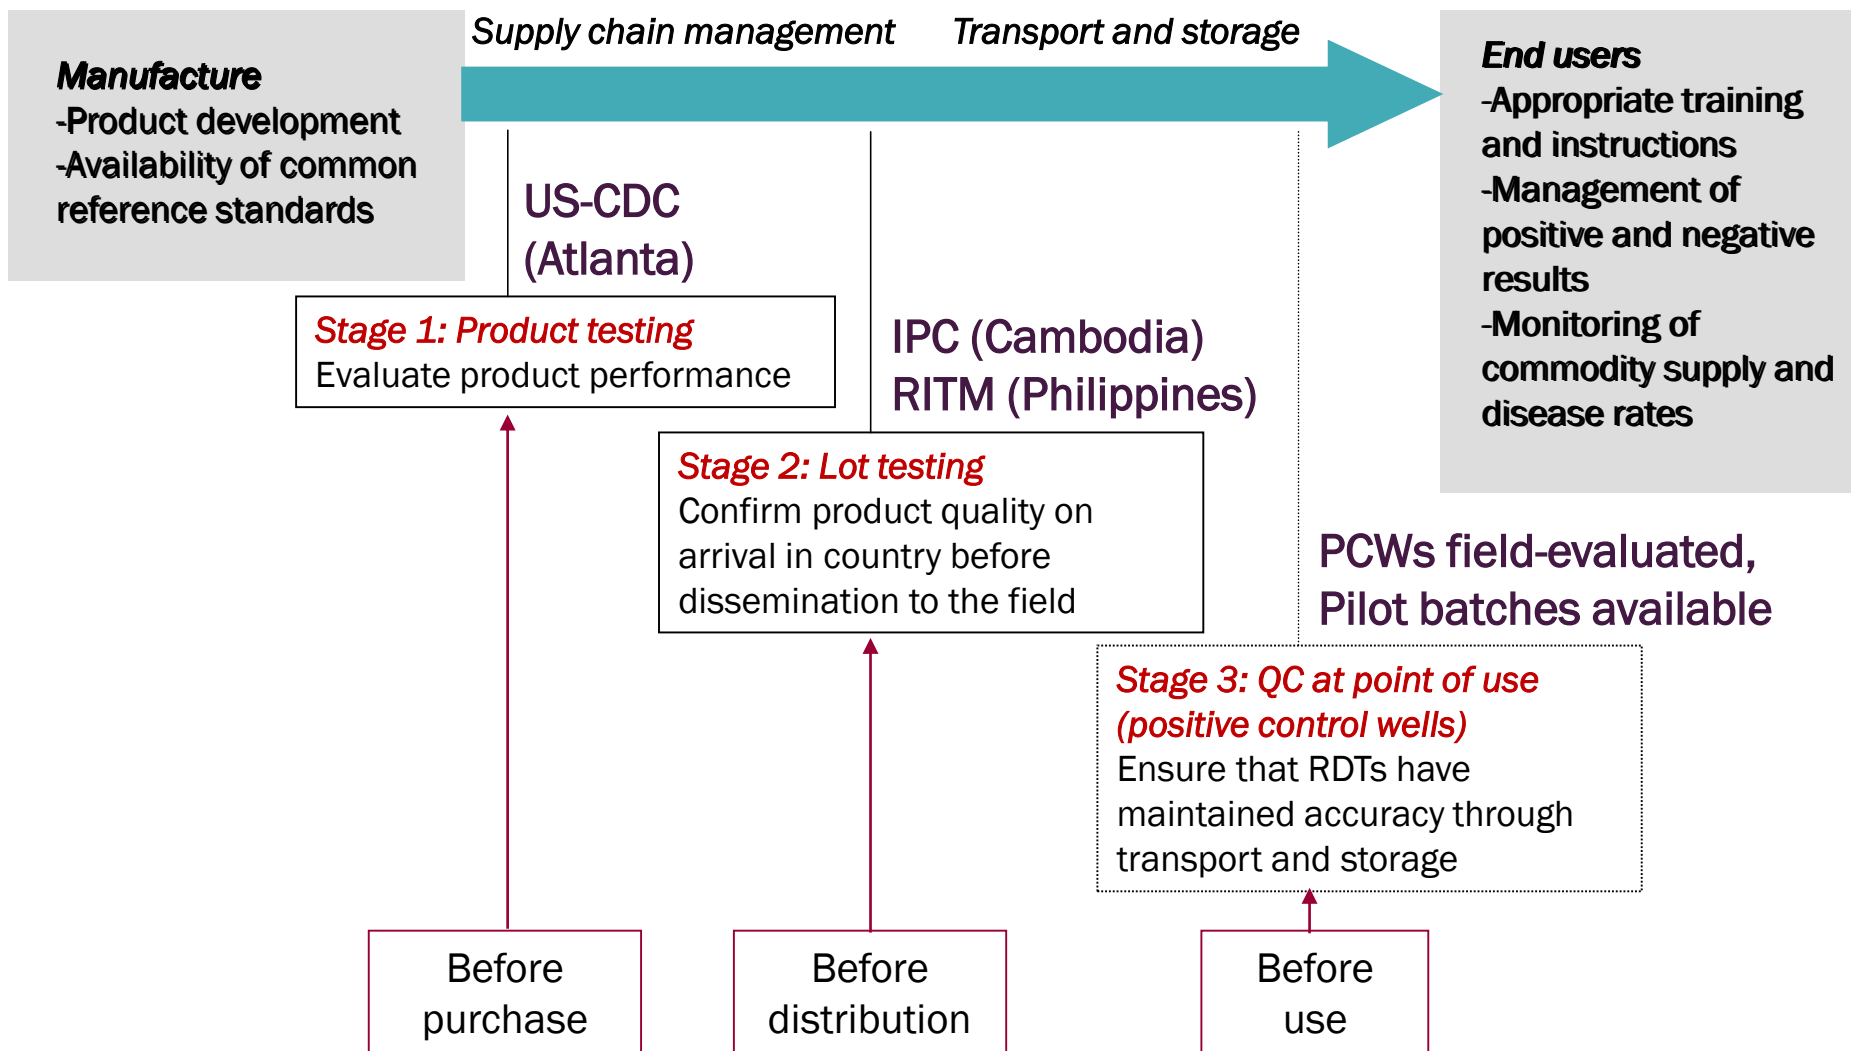 Supply chain management
Transport and storage
Manufacture
-Product development
-Availability of common
reference standards
End users
-Appropriate training
and instructions
-Management of
positive and negative
results
-Monitoring of
commodity supply and
disease rates
US-CDC
(Atlanta)
Stage 1: Product testing
Evaluate product performance
IPC (Cambodia)
RITM (Philippines)
Stage 2: Lot testing
Confirm product quality on
arrival in country before
dissemination to the field
PCWs field-evaluated,
Pilot batches available
Stage 3: QC at point of use
(positive control wells)
Ensure that RDTs have
maintained accuracy through
transport and storage
Before
purchase
Before
distribution
Before
use